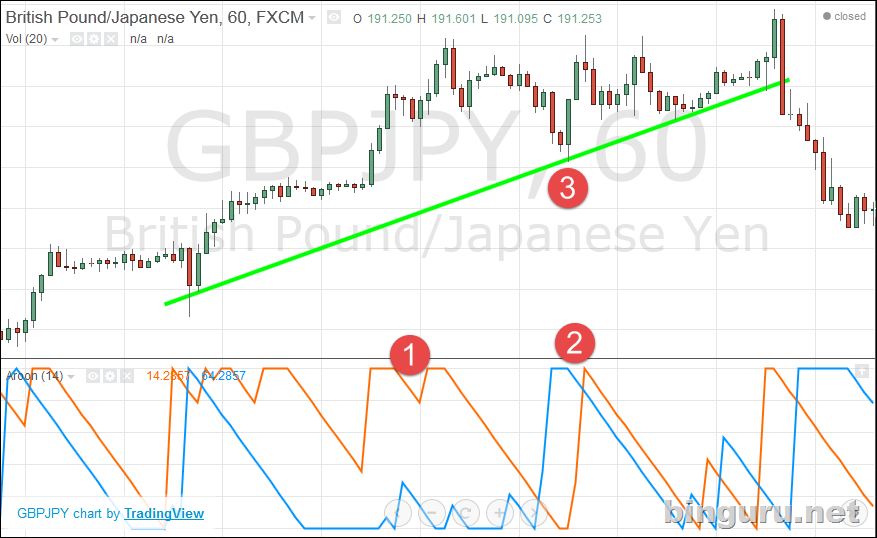 British Pound/Japanese Yen, 60, FXCM O 191.250 H 191.601 L 191.095 C 191.253 closed
Vol (20) n/a n/a
GBPJPY, 60
British Pound/Japanese Yen
3
1
2
Aroon (14) 14.2857 64.2857
GBPJPY chart by TradingView
binguru.net